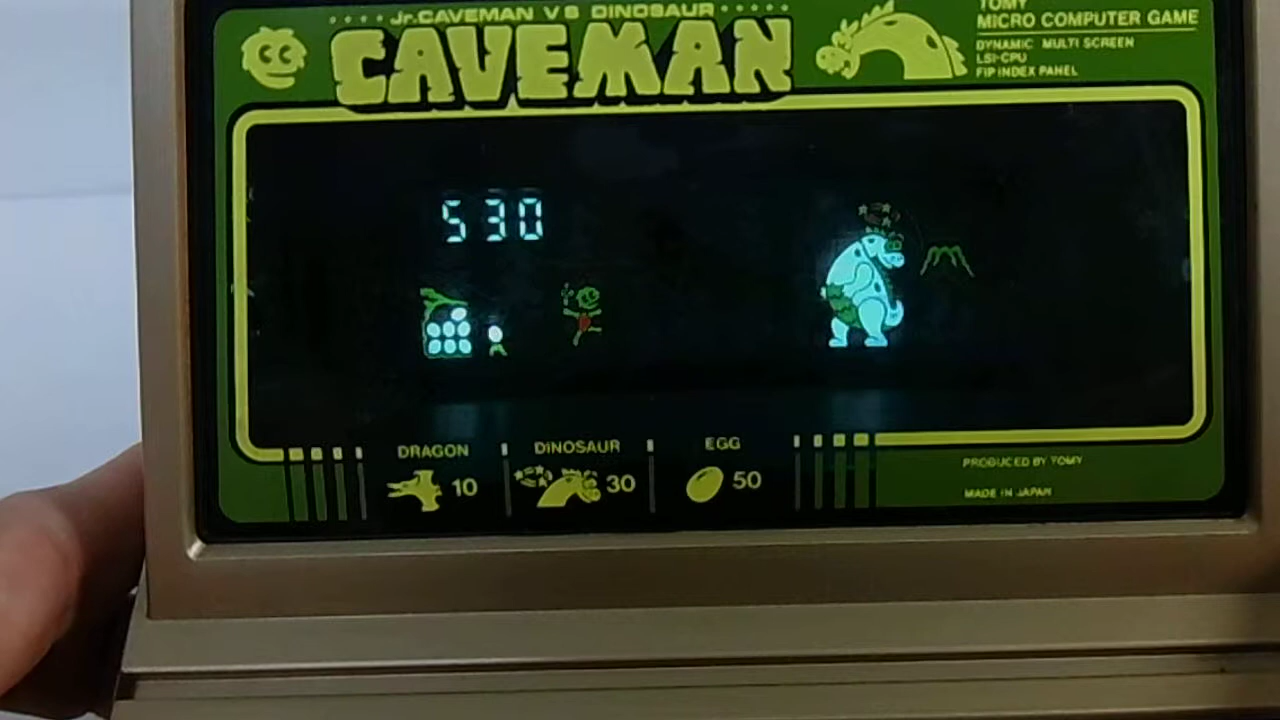 Jr.CAVEMAN VS DINOSAUR
CAVEMAN
TOMY
MICRO COMPUTER GAME
DYNAMIC MULTI SCREEN
LSI-CPU
FIP INDEX PANEL
530
DRAGON
10
DINOSAUR
30
EGG
50
PRODUCED BY TOMY
MADE IN JAPAN